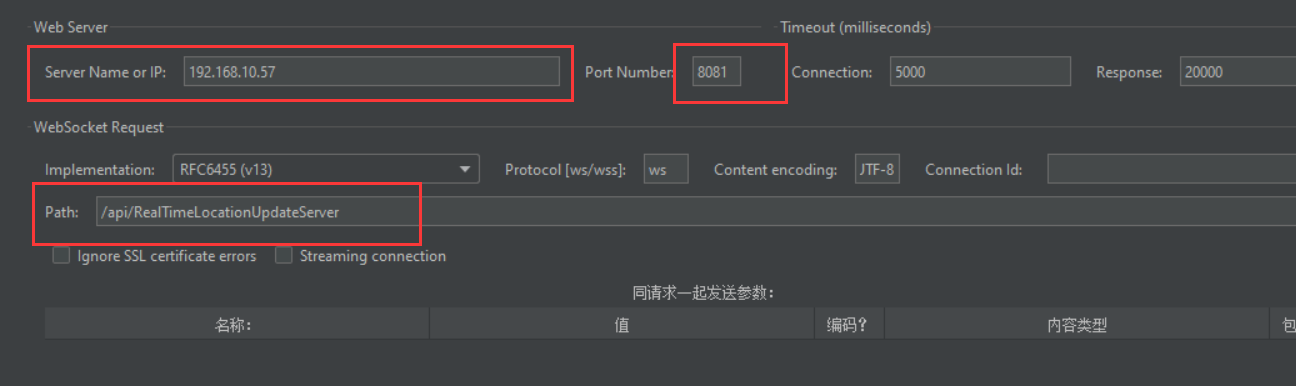 Web Server Timeout (milliseconds)
Server Name or IP: 192.168.10.57 Port Number: 8081 Connection: 5000 Response: 20000
WebSocket Request
Implementation: RFC6455 (v13) Protocol [ws/wss]: ws Content encoding: JTF-8 Connection Id:
Path: /api/RealTimeLocationUpdateServer
Ignore SSL certificate errors Streaming connection
同请求一起发送参数:
名称: 值 编码? 内容类型 包